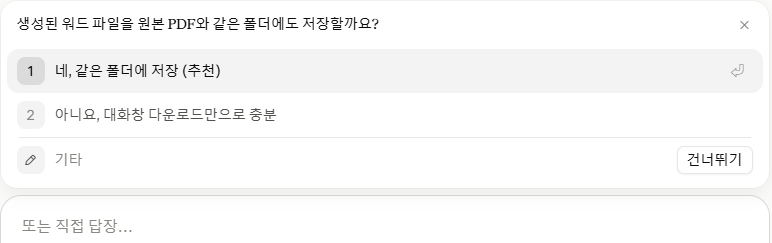 생성된 워드 파일을 원본 PDF와 같은 폴더에도 저장할까요?
1 네, 같은 폴더에 저장 (추천)
2 아니요, 대화창 다운로드만으로 충분
기타 건너뛰기
또는 직접 답장...